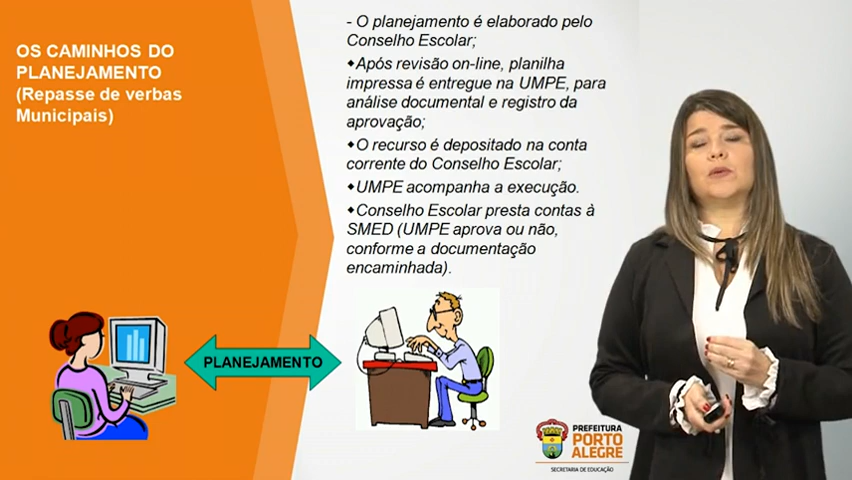 OS CAMINHOS DO
PLANEJAMENTO
(Repasse de verbas
Municipais)
- O planejamento é elaborado pelo
Conselho Escolar;
◆Após revisão on-line, planilha
impressa é entregue na UMPE, para
análise documental e registro da
aprovação;
◆O recurso é depositado na conta
corrente do Conselho Escolar;
◆UMPE acompanha a execução.
◆Conselho Escolar presta contas à
SMED (UMPE aprova ou não,
conforme a documentação
encaminhada).
PLANEJAMENTO
PREFEITURA
PORTO
ALEGRE
SECRETARIA DE EDUCAÇÃO